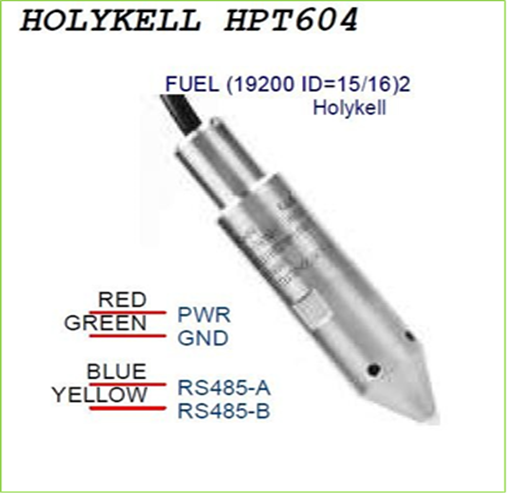 HOLYKELL HPT604
FUEL (19200 ID=15/16)2
Holykell
RED
PWR
GREEN
GND
BLUE
RS485-A
YELLOW
RS485-B